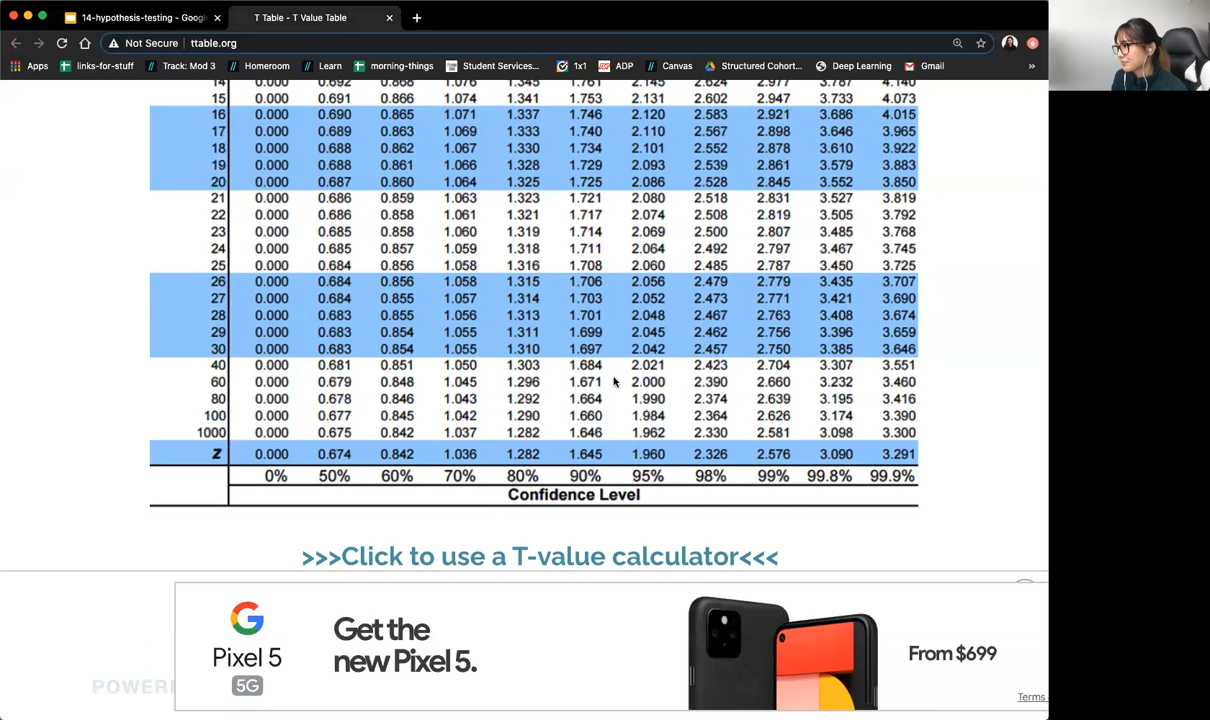 14-hypothesis-testing - Goog
T Table - T Value Table
Not Secure ttable.org
Apps links-for-stuff Track: Mod 3 Homeroom Learn morning-things Student Services... 1x1 ADP Canvas Structured Cohort... Deep Learning Gmail »
14 0.000 0.692 0.868 1.076 1.345 1.761 2.145 2.624 2.977 3.787 4.140
15 0.000 0.691 0.866 1.074 1.341 1.753 2.131 2.602 2.947 3.733 4.073
16 0.000 0.690 0.865 1.071 1.337 1.746 2.120 2.583 2.921 3.686 4.015
17 0.000 0.689 0.863 1.069 1.333 1.740 2.110 2.567 2.898 3.646 3.965
18 0.000 0.688 0.862 1.067 1.330 1.734 2.101 2.552 2.878 3.610 3.922
19 0.000 0.688 0.861 1.066 1.328 1.729 2.093 2.539 2.861 3.579 3.883
20 0.000 0.687 0.860 1.064 1.325 1.725 2.086 2.528 2.845 3.552 3.850
21 0.000 0.686 0.859 1.063 1.323 1.721 2.080 2.518 2.831 3.527 3.819
22 0.000 0.686 0.858 1.061 1.321 1.717 2.074 2.508 2.819 3.505 3.792
23 0.000 0.685 0.858 1.060 1.319 1.714 2.069 2.500 2.807 3.485 3.768
24 0.000 0.685 0.857 1.059 1.318 1.711 2.064 2.492 2.797 3.467 3.745
25 0.000 0.684 0.856 1.058 1.316 1.708 2.060 2.485 2.787 3.450 3.725
26 0.000 0.684 0.856 1.058 1.315 1.706 2.056 2.479 2.779 3.435 3.707
27 0.000 0.684 0.855 1.057 1.314 1.703 2.052 2.473 2.771 3.421 3.690
28 0.000 0.683 0.855 1.056 1.313 1.701 2.048 2.467 2.763 3.408 3.674
29 0.000 0.683 0.854 1.055 1.311 1.699 2.045 2.462 2.756 3.396 3.659
30 0.000 0.683 0.854 1.055 1.310 1.697 2.042 2.457 2.750 3.385 3.646
40 0.000 0.681 0.851 1.050 1.303 1.684 2.021 2.423 2.704 3.307 3.551
60 0.000 0.679 0.848 1.045 1.296 1.671 2.000 2.390 2.660 3.232 3.460
80 0.000 0.678 0.846 1.043 1.292 1.664 1.990 2.374 2.639 3.195 3.416
100 0.000 0.677 0.845 1.042 1.290 1.660 1.984 2.364 2.626 3.174 3.390
1000 0.000 0.675 0.842 1.037 1.282 1.646 1.962 2.330 2.581 3.098 3.300
Z 0.000 0.674 0.842 1.036 1.282 1.645 1.960 2.326 2.576 3.090 3.291
0% 50% 60% 70% 80% 90% 95% 98% 99% 99.8% 99.9%
Confidence Level
>>>Click to use a T-value calculator<<<
Get the
new Pixel 5.
Pixel 5
5G
From $699
Terms
POWERE